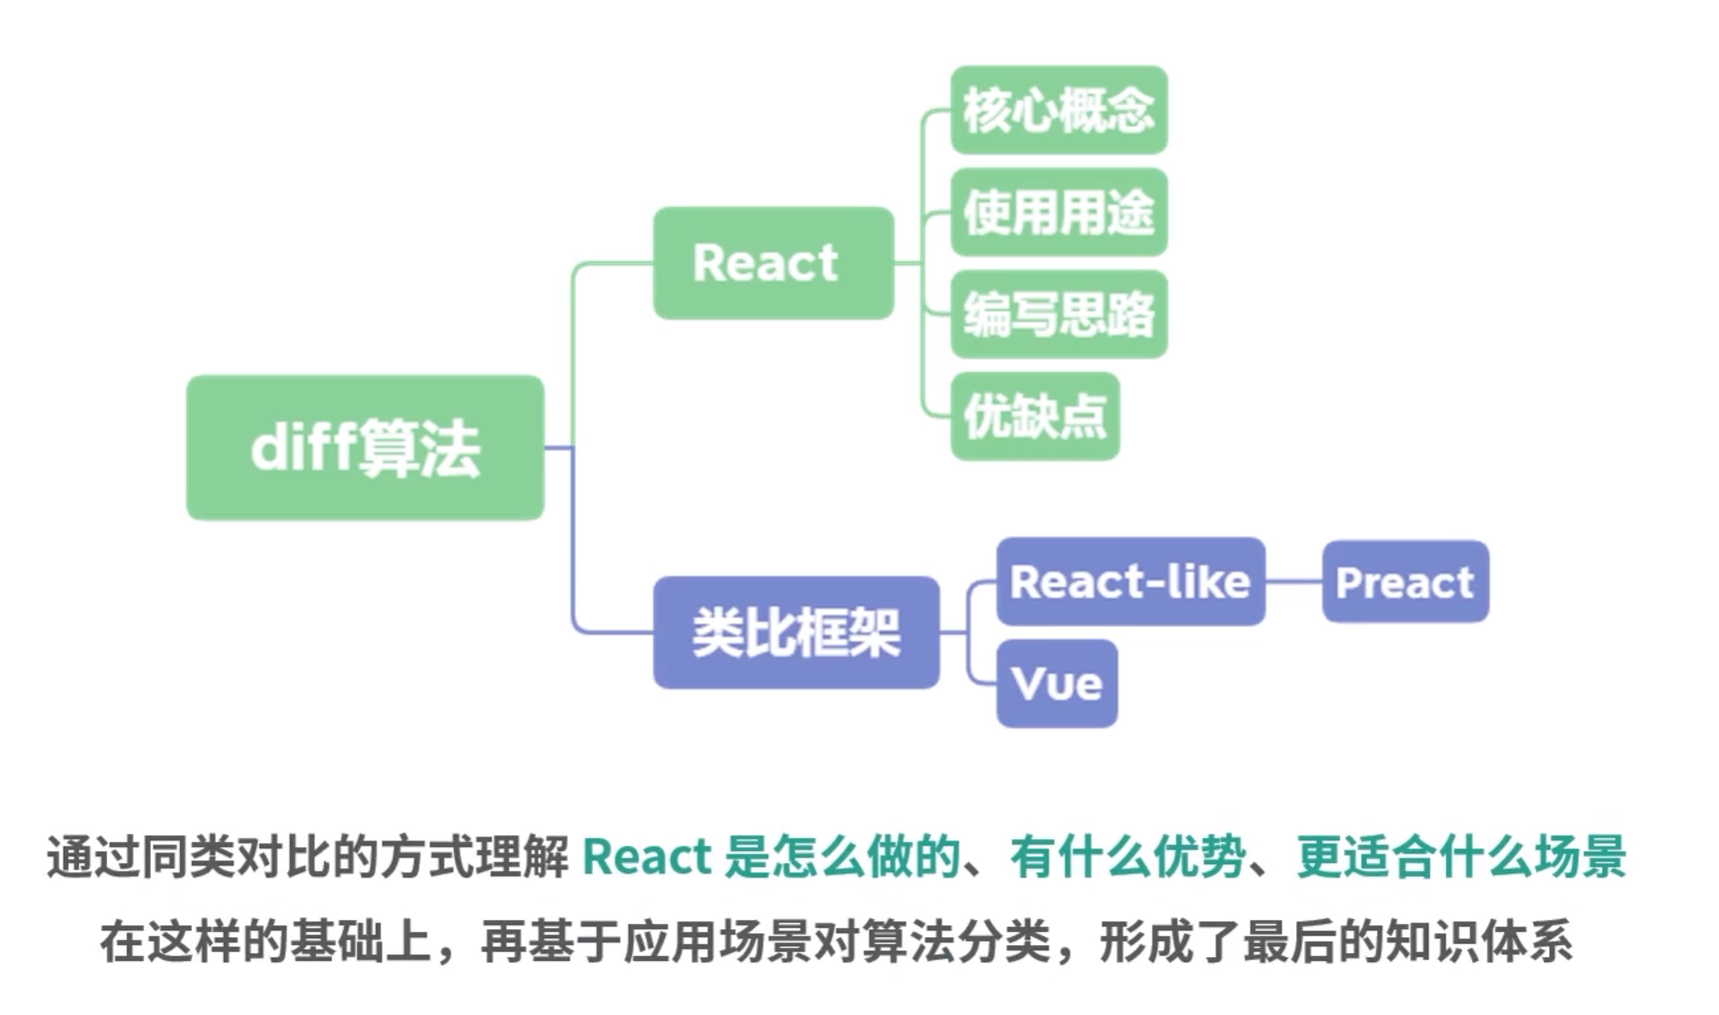 diff算法
React
核心概念
使用用途
编写思路
优缺点
类比框架
React-like
Preact
Vue
通过同类对比的方式理解 React 是怎么做的、有什么优势、更适合什么场景
在这样的基础上，再基于应用场景对算法分类，形成了最后的知识体系